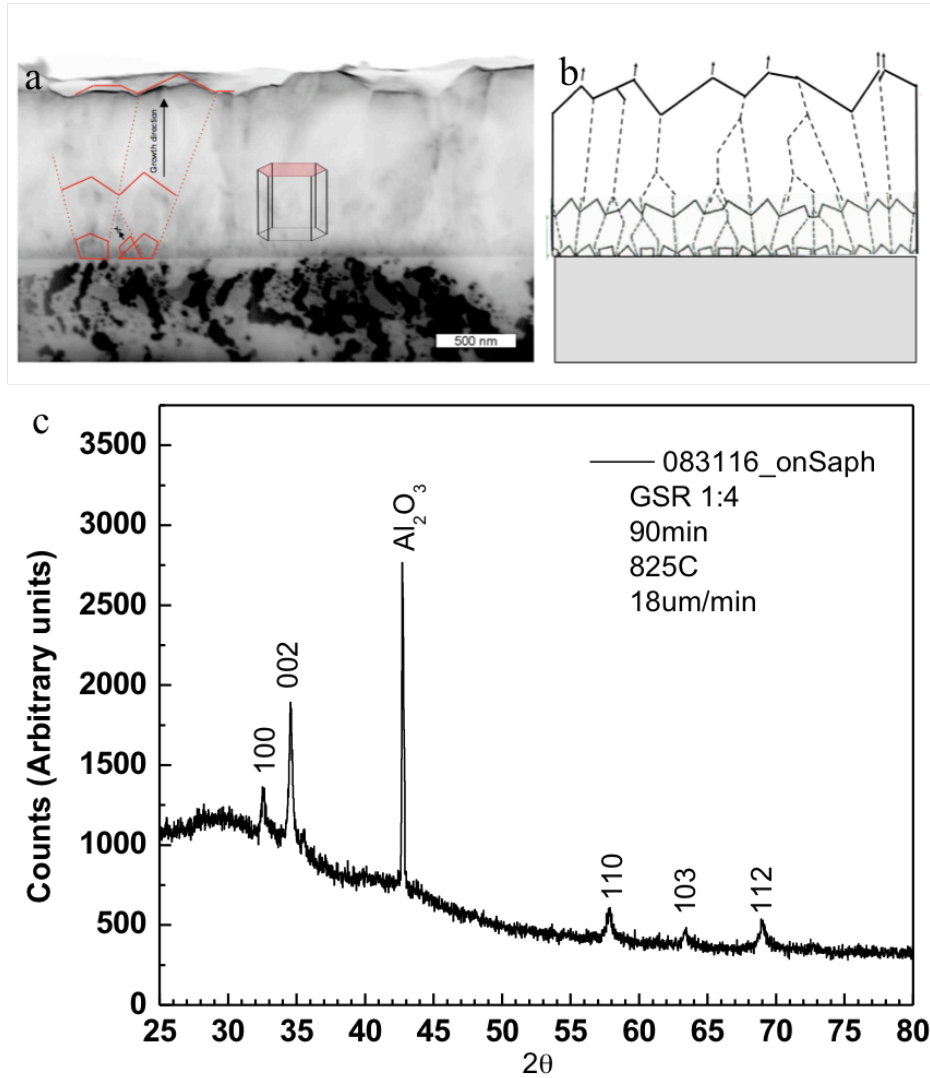 a
Growth direction
500 nm
b
c
Counts (Arbitrary units)
3500
3000
2500
2000
1500
1000
500
0
083116_onSaph
GSR 1:4
90min
825C
18um/min
Al₂O₃
100
002
110
103
112
25 30 35 40 45 50 55 60 65 70 75 80
2θ